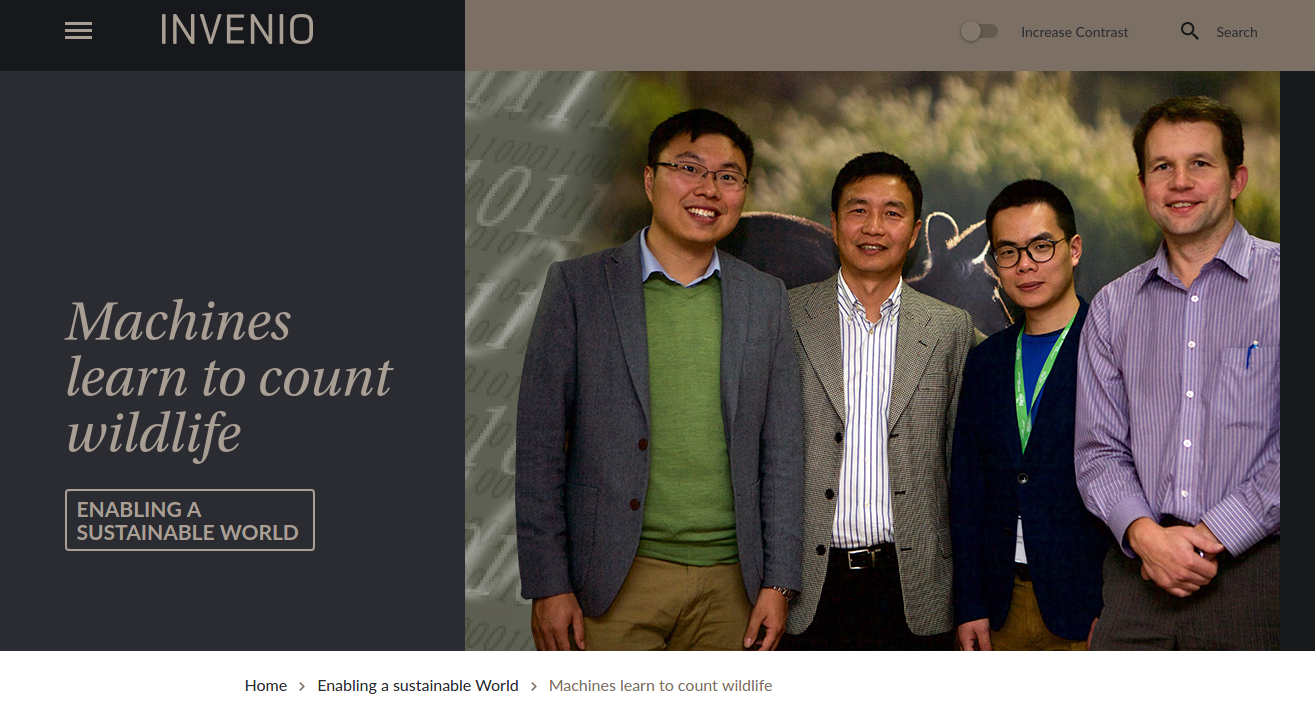 INVENIO
Increase Contrast
Search
Machines
learn to count
wildlife
ENABLING A
SUSTAINABLE WORLD
Home > Enabling a sustainable World > Machines learn to count wildlife